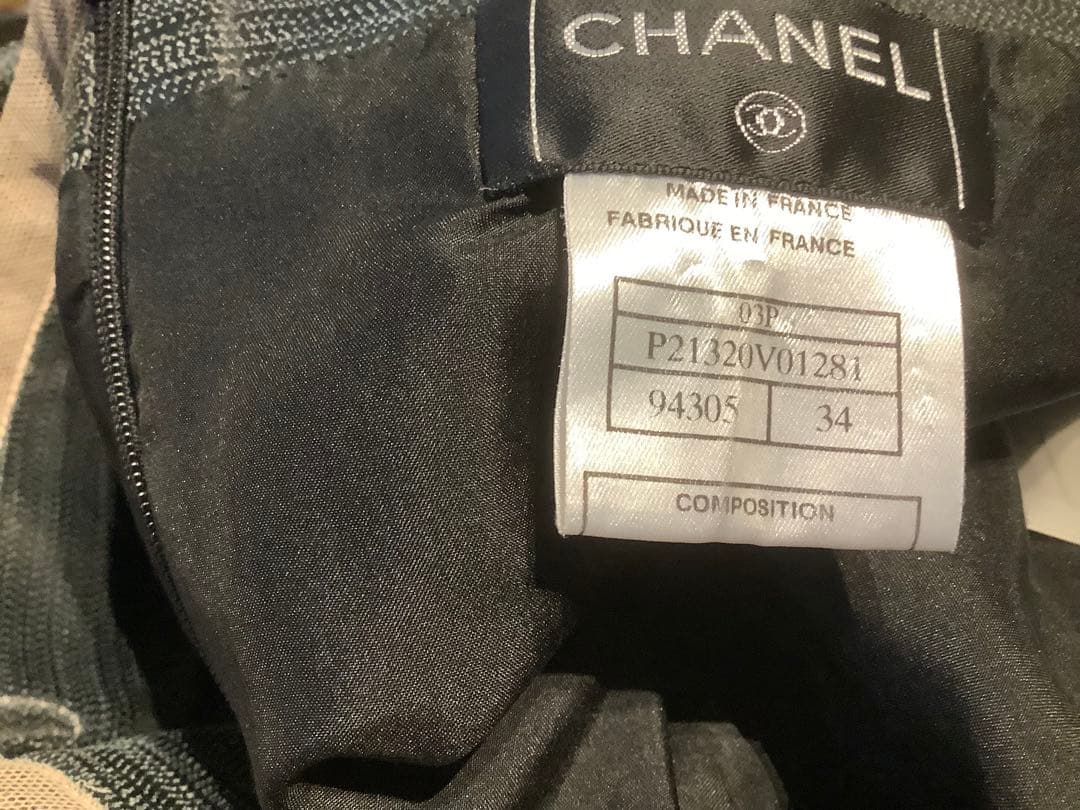 CHANEL
MADE IN FRANCE
FABRIQUE EN FRANCE
03P
P21320V01281
94305
34
COMPOSITION